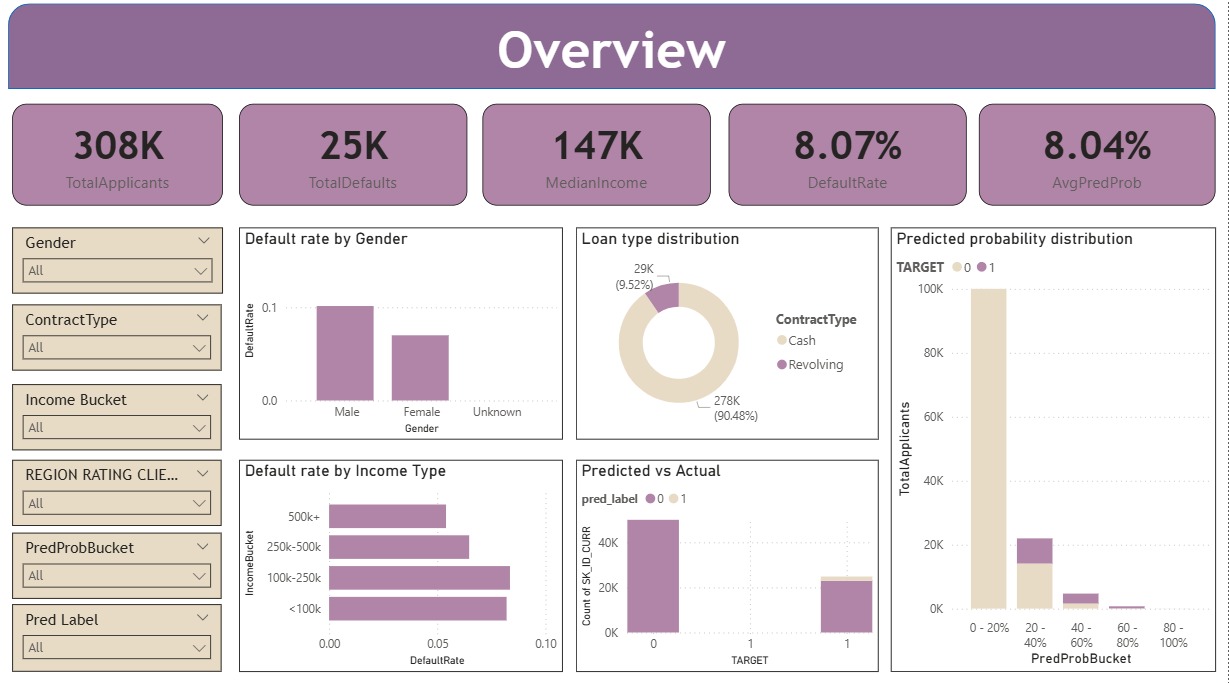 Overview
308K
TotalApplicants
25K
TotalDefaults
147K
MedianIncome
8.07%
DefaultRate
8.04%
AvgPredProb
Gender
All
ContractType
All
Income Bucket
All
REGION RATING CLIE...
All
PredProbBucket
All
Pred Label
All
Default rate by Gender
DefaultRate
0.1
0.0
Male Female Unknown
Gender
Loan type distribution
29K
(9.52%)
278K
(90.48%)
ContractType
Cash
Revolving
Predicted probability distribution
TARGET 0 1
TotalApplicants
100K
80K
60K
40K
20K
0K
0 - 20% 20 - 40 - 60 - 80 -
40% 60% 80% 100%
PredProbBucket
Default rate by Income Type
IncomeBucket
500k+
250k-500k
100k-250k
<100k
0.00 0.05 0.10
DefaultRate
Predicted vs Actual
pred_label 0 1
Count of SK_ID_CURR
40K
20K
0K
0 1 1
TARGET